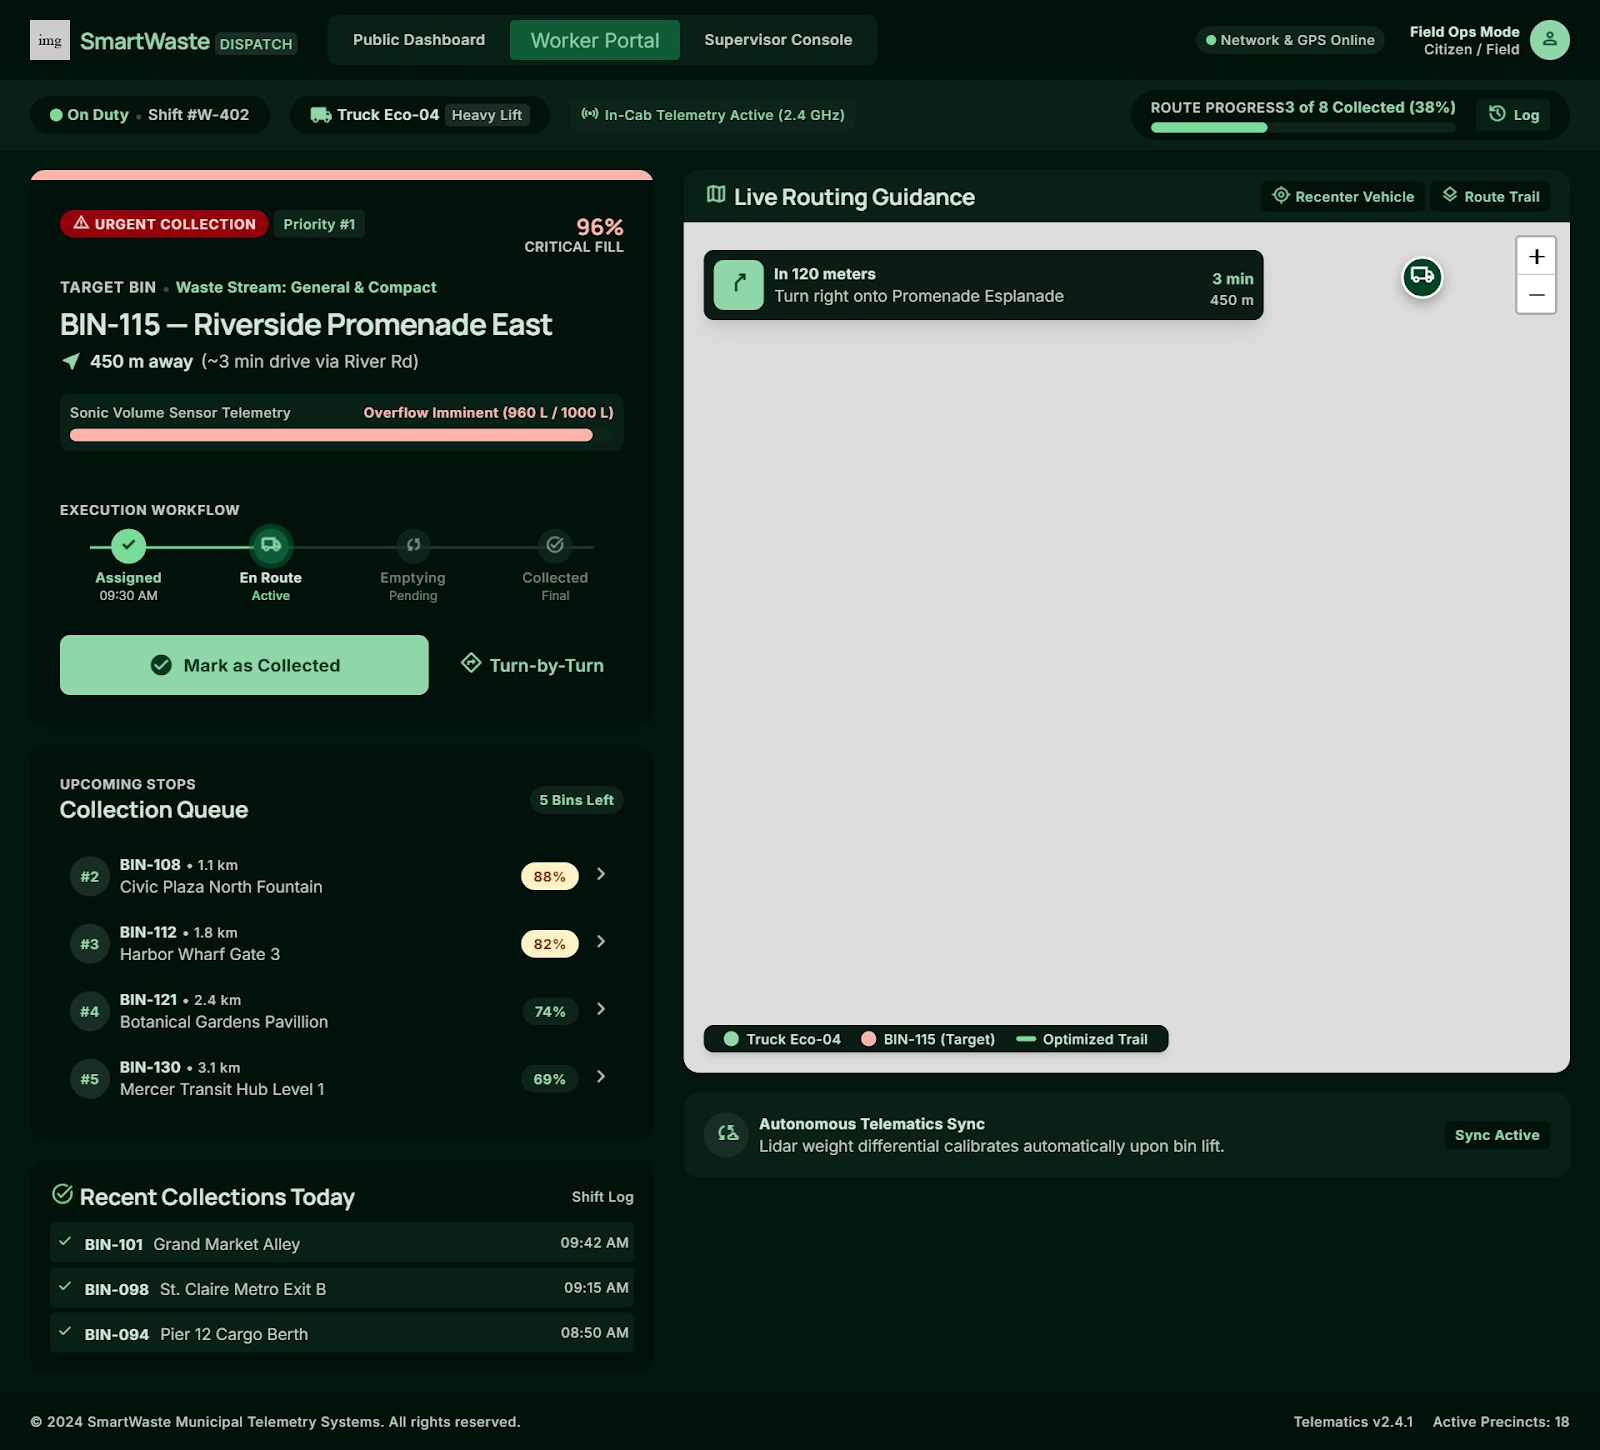 img SmartWaste DISPATCH Public Dashboard Worker Portal Supervisor Console Network & GPS Online Field Ops Mode
Citizen / Field
On Duty • Shift #W-402 Truck Eco-04 Heavy Lift In-Cab Telemetry Active (2.4 GHz) ROUTE PROGRESS3 of 8 Collected (38%) Log
URGENT COLLECTION Priority #1 96%
CRITICAL FILL
TARGET BIN • Waste Stream: General & Compact
BIN-115 — Riverside Promenade East
450 m away (~3 min drive via River Rd)
Sonic Volume Sensor Telemetry Overflow Imminent (960 L / 1000 L)
EXECUTION WORKFLOW
Assigned En Route Emptying Collected
09:30 AM Active Pending Final
Mark as Collected Turn-by-Turn
UPCOMING STOPS
Collection Queue 5 Bins Left
#2 BIN-108 • 1.1 km
Civic Plaza North Fountain 88%
#3 BIN-112 • 1.8 km
Harbor Wharf Gate 3 82%
#4 BIN-121 • 2.4 km
Botanical Gardens Pavillion 74%
#5 BIN-130 • 3.1 km
Mercer Transit Hub Level 1 69%
Recent Collections Today Shift Log
BIN-101 Grand Market Alley 09:42 AM
BIN-098 St. Claire Metro Exit B 09:15 AM
BIN-094 Pier 12 Cargo Berth 08:50 AM
Live Routing Guidance Recenter Vehicle Route Trail
In 120 meters 3 min
Turn right onto Promenade Esplanade 450 m
+
−
Truck Eco-04 BIN-115 (Target) Optimized Trail
Autonomous Telematics Sync
Lidar weight differential calibrates automatically upon bin lift. Sync Active
© 2024 SmartWaste Municipal Telemetry Systems. All rights reserved. Telematics v2.4.1 Active Precincts: 18